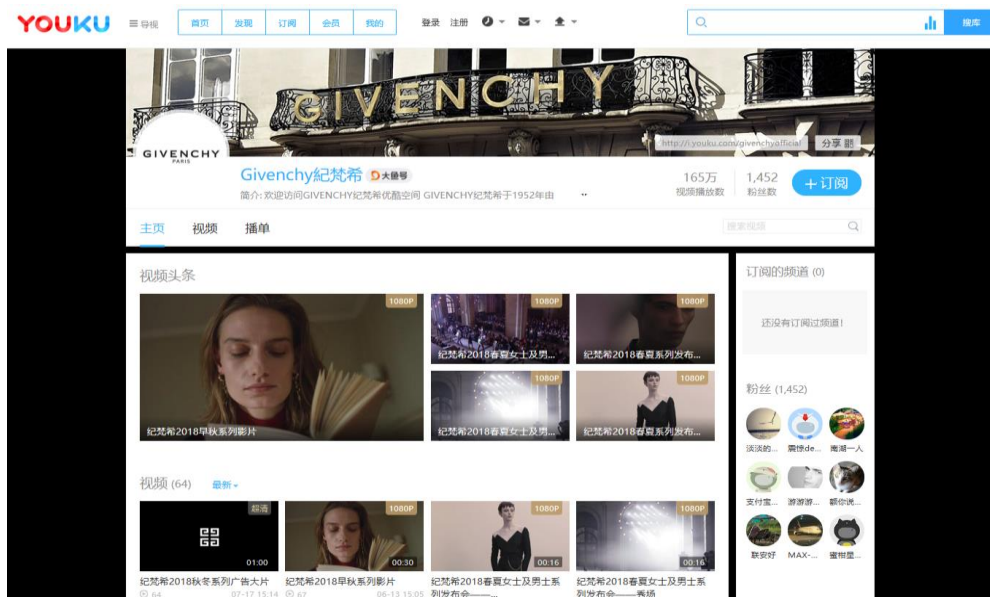 YOUKU
导视
首页 发现 订阅 会员 我的
登录 注册
搜库
GIVENCHY
GIVENCHY
PARIS
http://i.youku.com/givenchyofficial
分享
Givenchy紀梵希 大鱼号
简介: 欢迎访问GIVENCHY纪梵希优酷空间 GIVENCHY纪梵希于1952年由 ..
165万
视频播放数
1,452
粉丝数
+订阅
主页 视频 播单
搜索视频
视频头条
1080P
纪梵希2018早秋系列影片
1080P
纪梵希2018春夏女士及男...
1080P
纪梵希2018春夏系列发布...
1080P
纪梵希2018春夏女士及男...
1080P
纪梵希2018春夏系列发布...
视频 (64) 最新
超清
01:00
纪梵希2018秋冬系列广告大片
64 07-17 15:14
1080P
00:30
纪梵希2018早秋系列影片
67 06-13 15:05
1080P
00:16
纪梵希2018春夏女士及男士系
列发布会——...
1080P
00:16
纪梵希2018春夏女士及男士系
列发布会——秀场
订阅的频道 (0)
还没有订阅过频道!
粉丝 (1,452)
淡淡的... 震惊de... 南湖一人
支付宝... 游游游... 额你说...
联安好 MAX-... 蜜柑星...